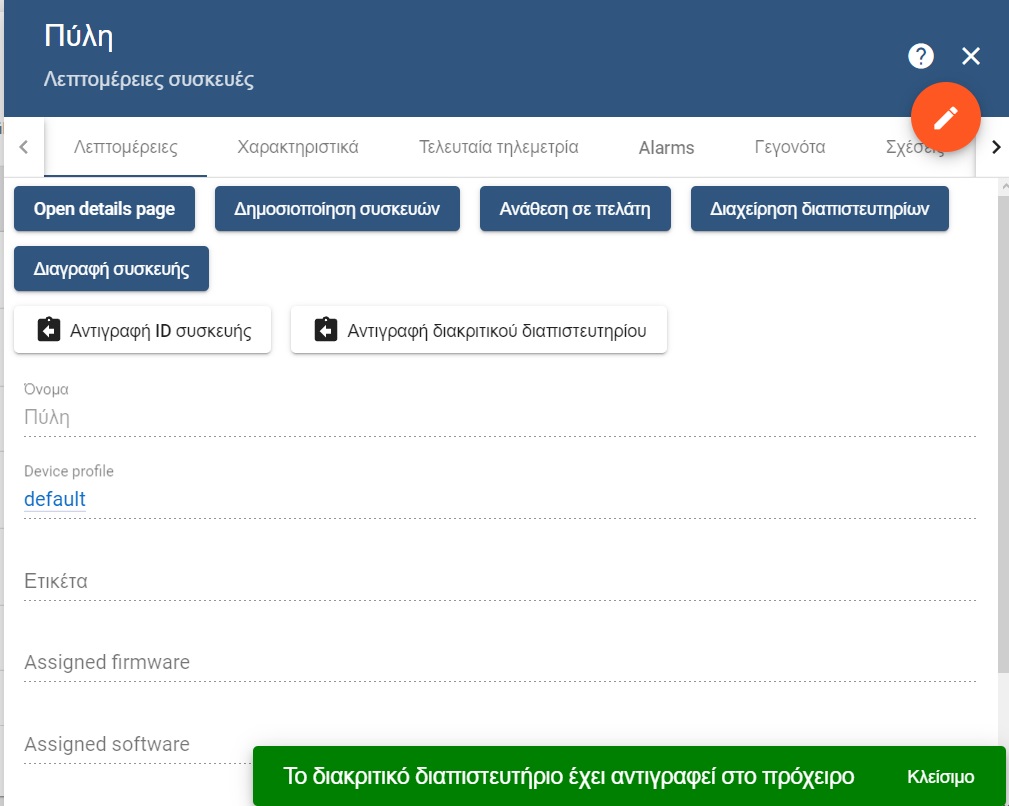 Πύλη
Λεπτομέρειες συσκευές
Λεπτομέρειες Χαρακτηριστικά Τελευταία τηλεμετρία Alarms Γεγονότα Σχέσεις
Open details page Δημοσιοποίηση συσκευών Ανάθεση σε πελάτη Διαχείρηση διαπιστευτηρίων
Διαγραφή συσκευής
Αντιγραφή ID συσκευής Αντιγραφή διακριτικού διαπιστευτηρίου
Όνομα
Πύλη
Device profile
default
Ετικέτα
Assigned firmware
Assigned software
Το διακριτικό διαπιστευτήριο έχει αντιγραφεί στο πρόχειρο Κλείσιμο